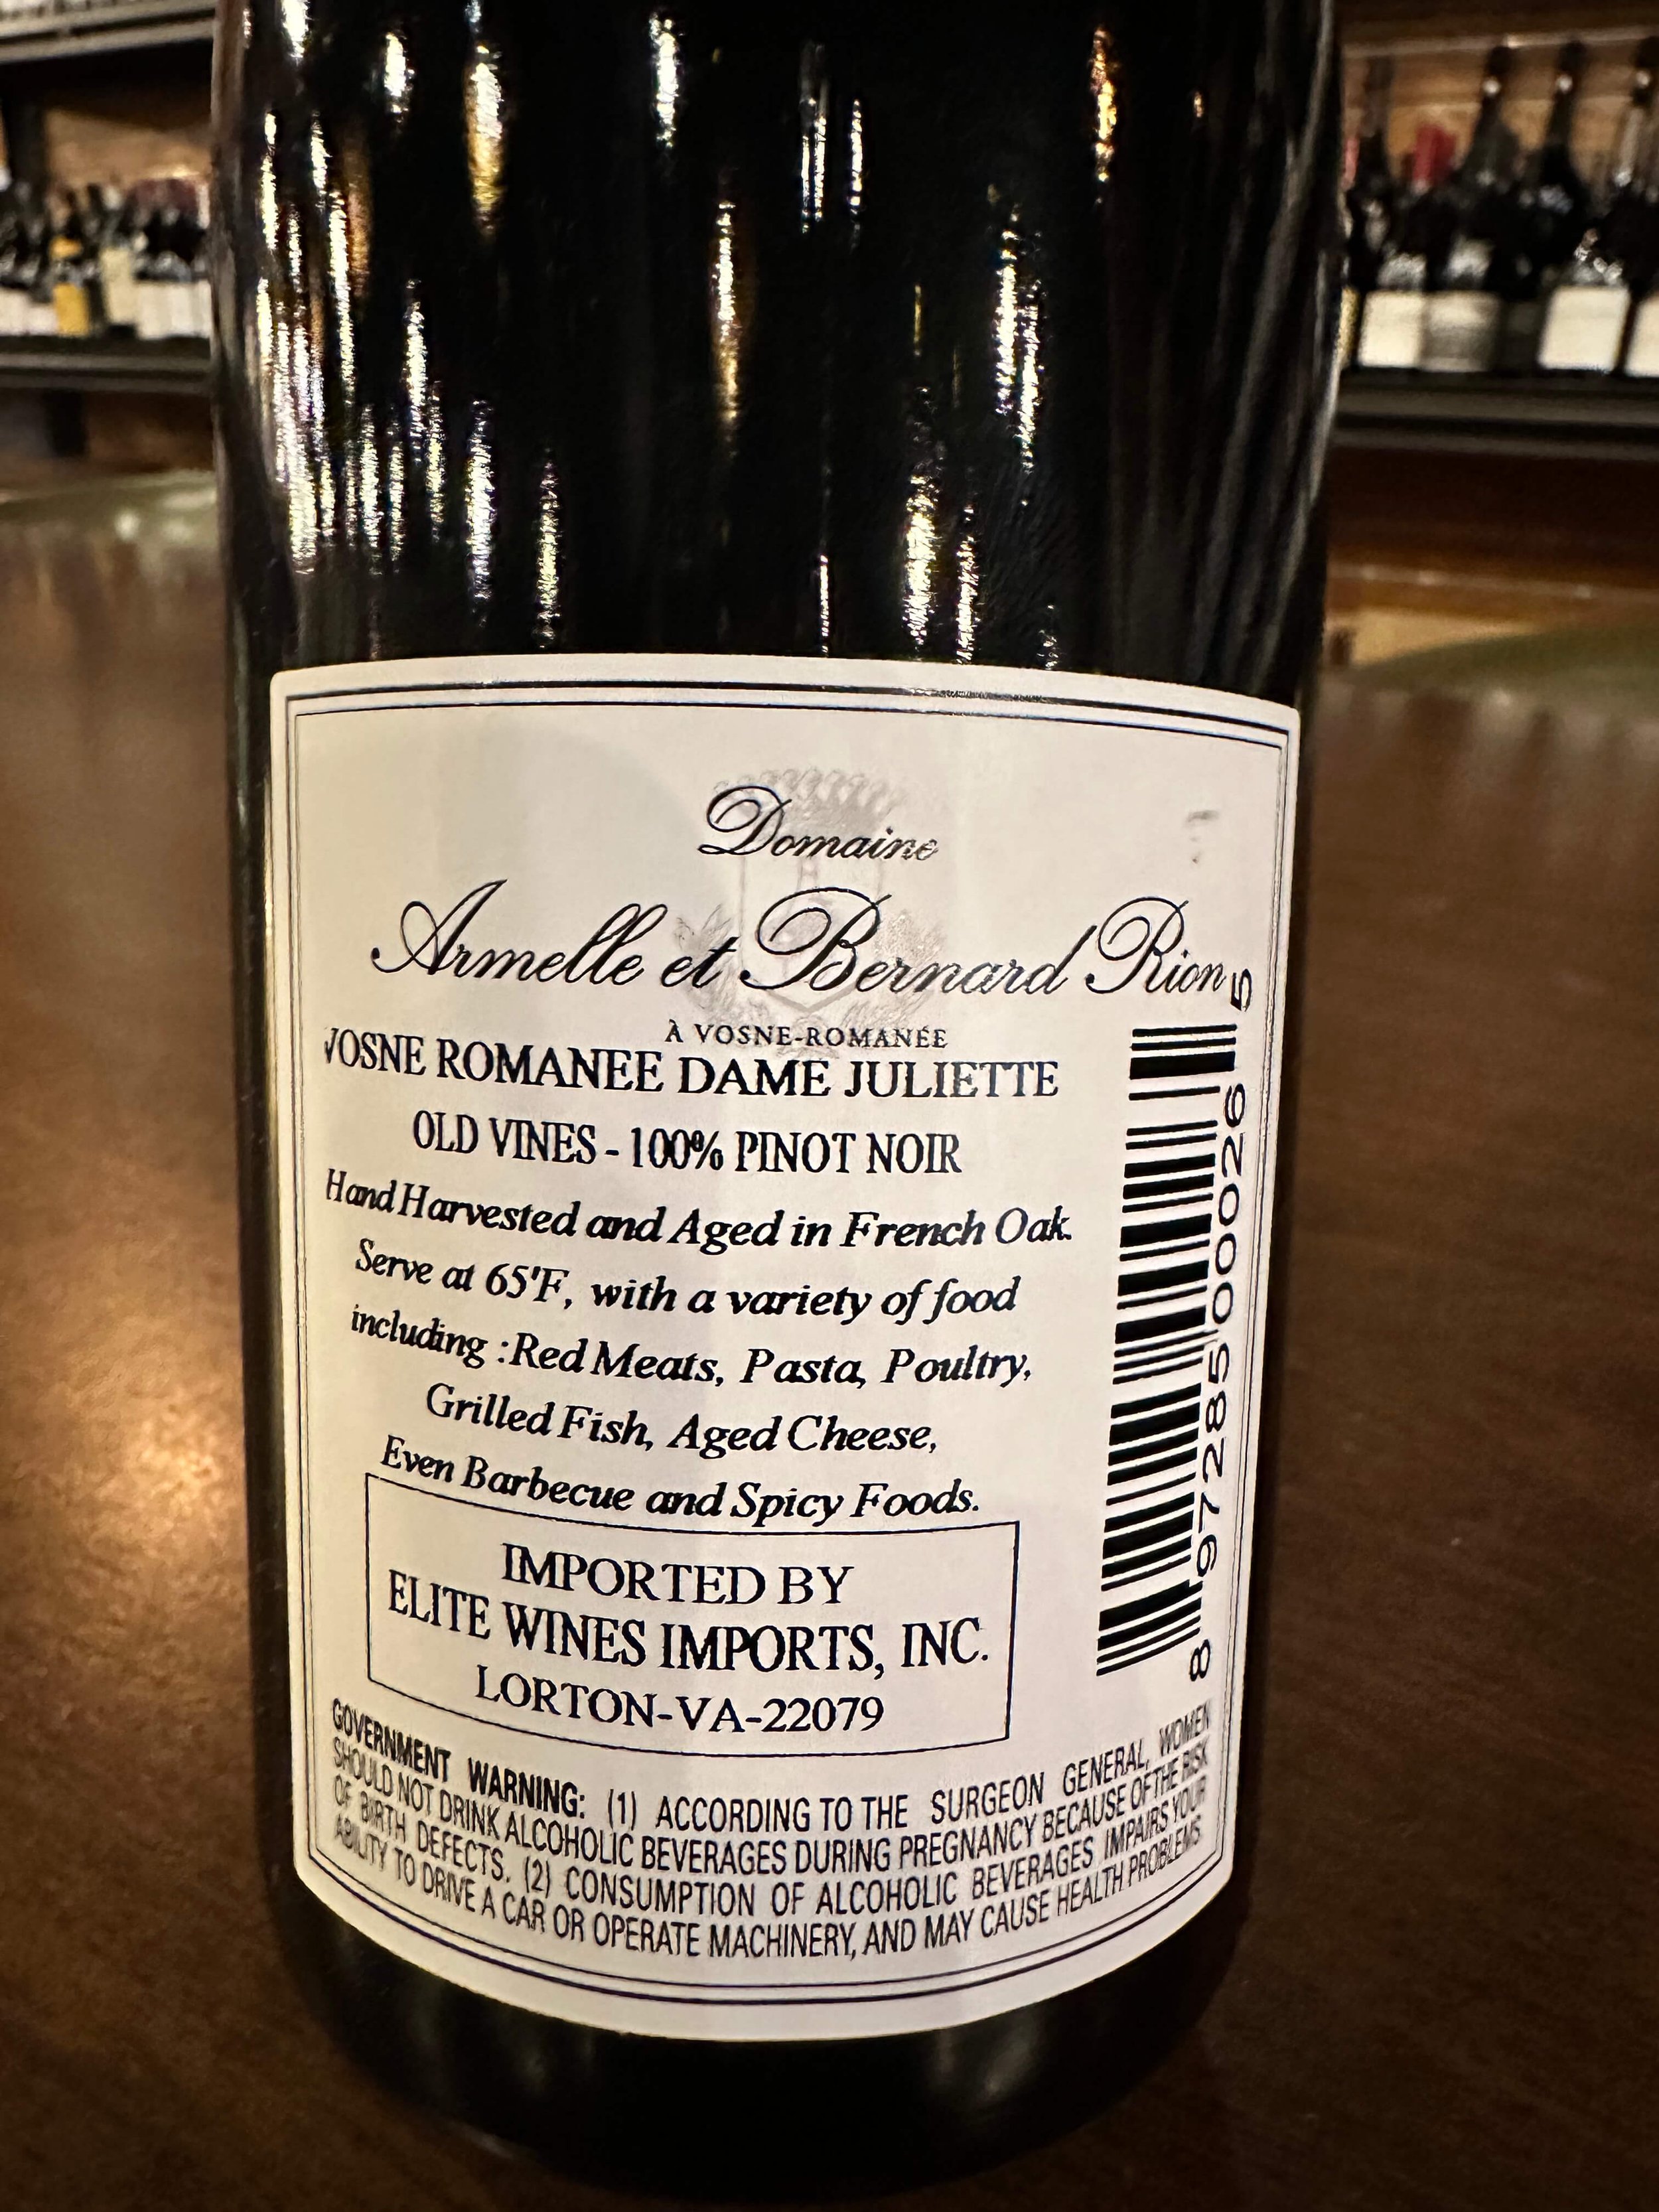 Domaine
Armelle et Bernard Rion
À VOSNE-ROMANÉE
VOSNE ROMANEE DAME JULIETTE
OLD VINES - 100% PINOT NOIR
Hand Harvested and Aged in French Oak.
Serve at 65'F, with a variety of food
including :Red Meats, Pasta, Poultry,
Grilled Fish, Aged Cheese,
Even Barbecue and Spicy Foods.
IMPORTED BY
ELITE WINES IMPORTS, INC.
LORTON-VA-22079
8 97285 00026 5
GOVERNMENT WARNING: (1) ACCORDING TO THE SURGEON GENERAL, WOMEN
SHOULD NOT DRINK ALCOHOLIC BEVERAGES DURING PREGNANCY BECAUSE OF THE RISK
OF BIRTH DEFECTS. (2) CONSUMPTION OF ALCOHOLIC BEVERAGES IMPAIRS YOUR
ABILITY TO DRIVE A CAR OR OPERATE MACHINERY, AND MAY CAUSE HEALTH PROBLEMS